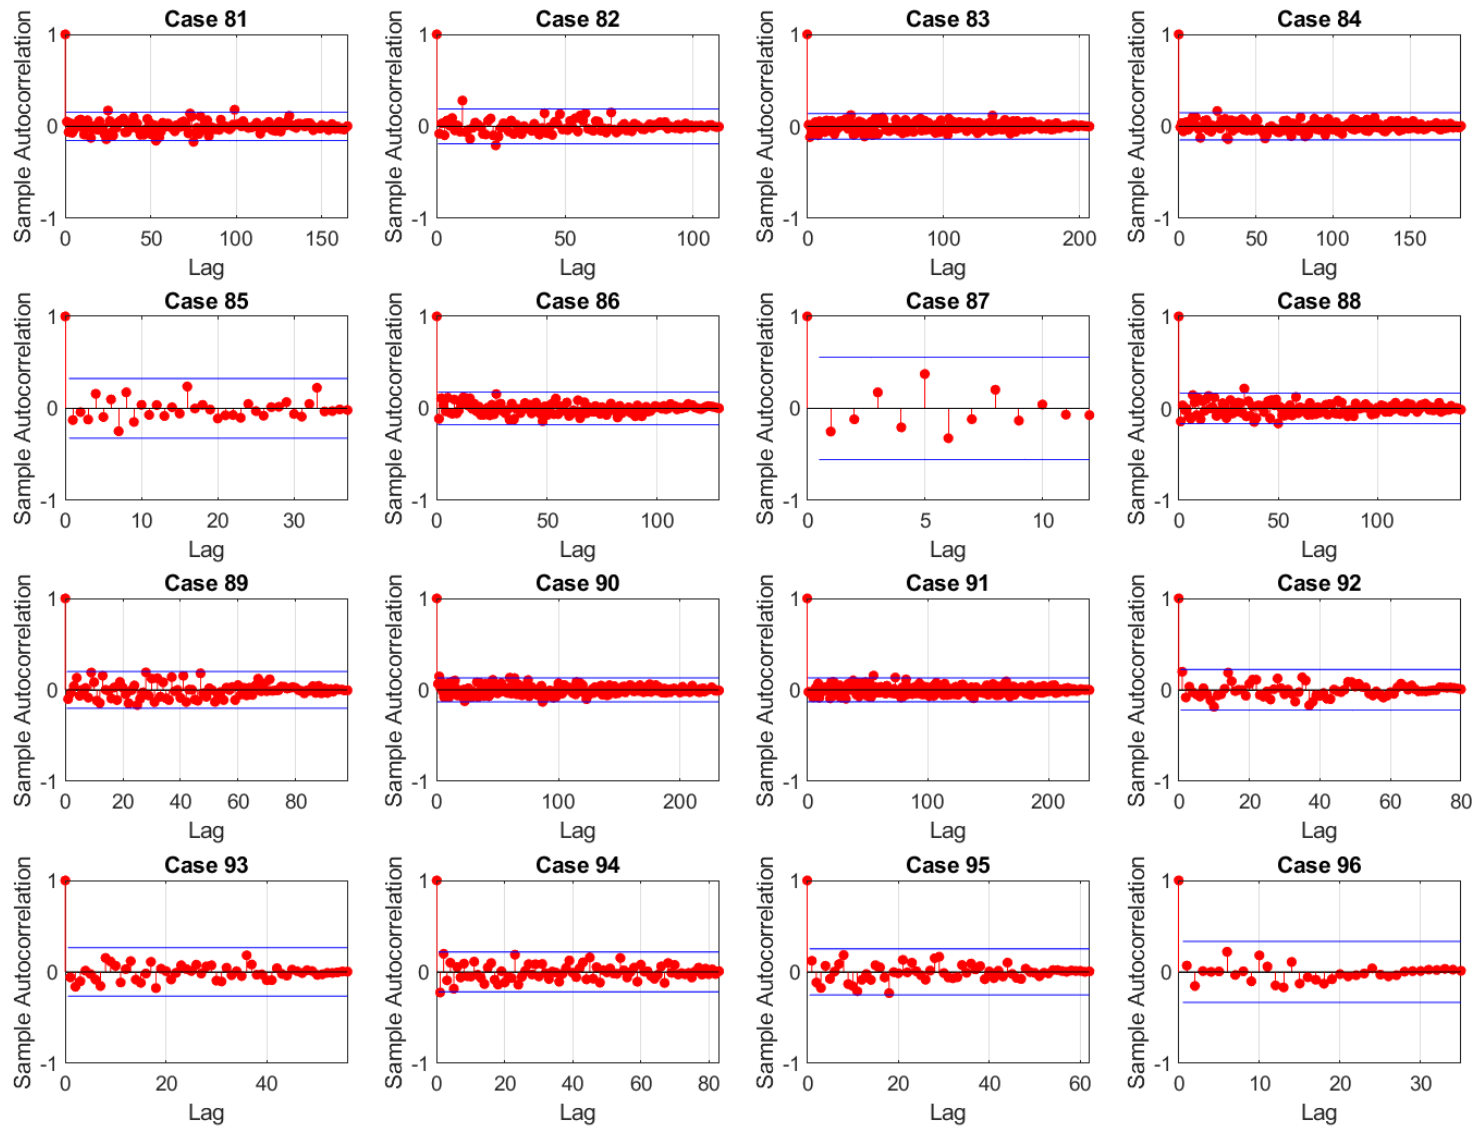 Case 81
Case 82
Case 83
Case 84
Sample Autocorrelation
1
0
-1
0
50
100
150
Lag
Sample Autocorrelation
1
0
-1
0
50
100
Lag
Sample Autocorrelation
1
0
-1
0
100
200
Lag
Sample Autocorrelation
1
0
-1
0
50
100
150
Lag
Case 85
Case 86
Case 87
Case 88
Sample Autocorrelation
1
0
-1
0
10
20
30
Lag
Sample Autocorrelation
1
0
-1
0
50
100
Lag
Sample Autocorrelation
1
0
-1
0
5
10
Lag
Sample Autocorrelation
1
0
-1
0
50
100
Lag
Case 89
Case 90
Case 91
Case 92
Sample Autocorrelation
1
0
-1
0
20
40
60
80
Lag
Sample Autocorrelation
1
0
-1
0
100
200
Lag
Sample Autocorrelation
1
0
-1
0
100
200
Lag
Sample Autocorrelation
1
0
-1
0
20
40
60
80
Lag
Case 93
Case 94
Case 95
Case 96
Sample Autocorrelation
1
0
-1
0
20
40
Lag
Sample Autocorrelation
1
0
-1
0
20
40
60
80
Lag
Sample Autocorrelation
1
0
-1
0
20
40
60
Lag
Sample Autocorrelation
1
0
-1
0
10
20
30
Lag